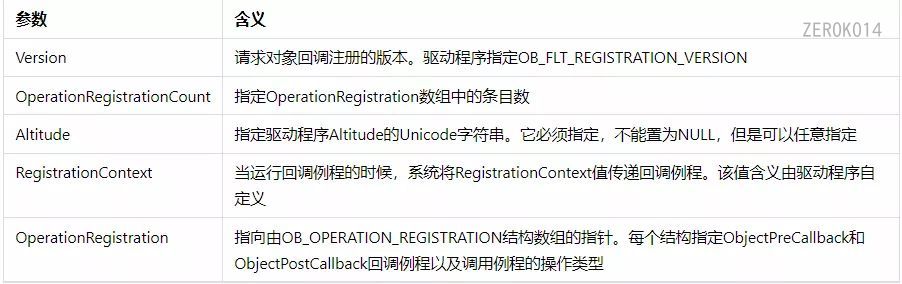 参数 含义
ZER0K014
Version 请求对象回调注册的版本。驱动程序指定OB_FLT_REGISTRATION_VERSION
OperationRegistrationCount 指定OperationRegistration数组中的条目数
Altitude 指定驱动程序Altitude的Unicode字符串。它必须指定，不能置为NULL，但是可以任意指定
RegistrationContext 当运行回调例程的时候，系统将RegistrationContext值传递回调例程。该值含义由驱动程序自
定义
OperationRegistration 指向由OB_OPERATION_REGISTRATION结构数组的指针。每个结构指定ObjectPreCallback和
ObjectPostCallback回调例程以及调用例程的操作类型